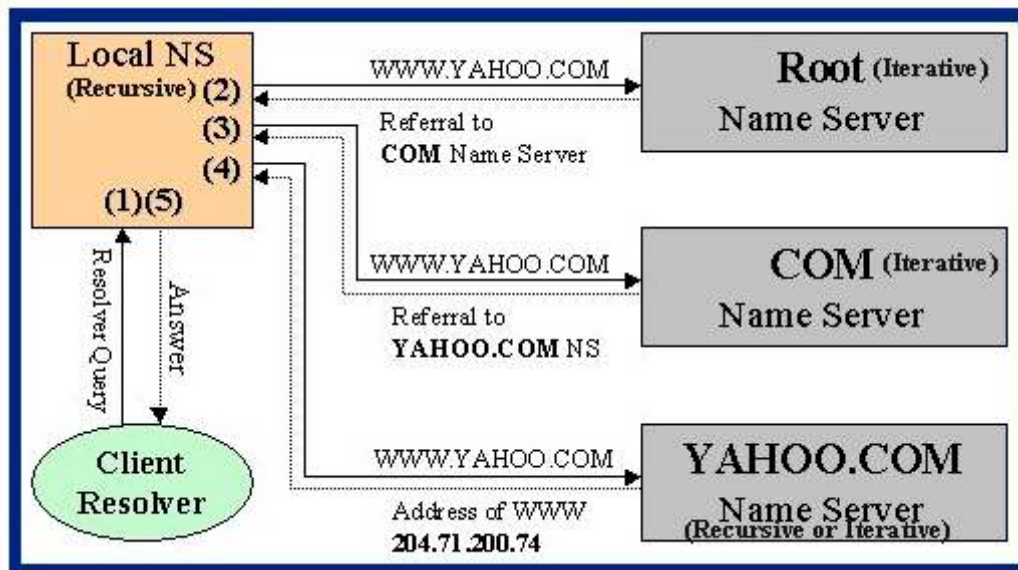 Local NS
(Recursive) (2)
(3)
(4)
(1)(5)
WWW.YAHOO.COM
Referral to
COM Name Server
Root (Iterative)
Name Server
WWW.YAHOO.COM
Referral to
YAHOO.COM NS
COM (Iterative)
Name Server
Resolver Query
Answer
Client
Resolver
WWW.YAHOO.COM
Address of WWW
204.71.200.74
YAHOO.COM
Name Server
(Recursive or Iterative)